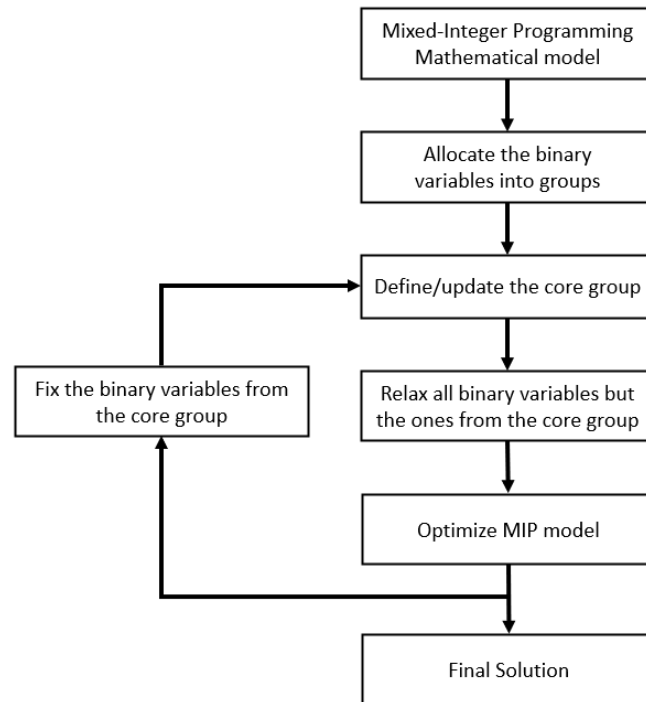 Mixed-Integer Programming
Mathematical model
Allocate the binary
variables into groups
Define/update the core group
Fix the binary variables from
the core group
Relax all binary variables but
the ones from the core group
Optimize MIP model
Final Solution